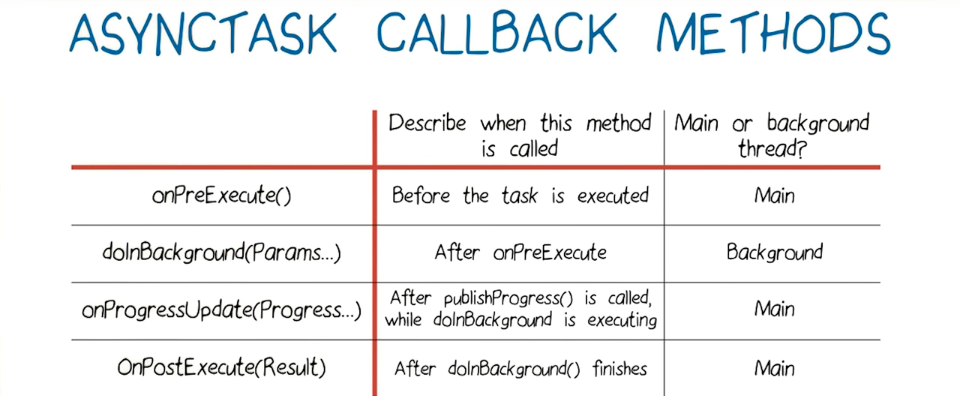 ASYNCTASK CALLBACK METHODS
Describe when this method is called
Main or background thread?
onPreExecute()
Before the task is executed
Main
doInBackground(Params...)
After onPreExecute
Background
onProgressUpdate(Progress...)
After publishProgress() is called,
while doInBackground is executing
Main
OnPostExecute(Result)
After doInBackground() finishes
Main